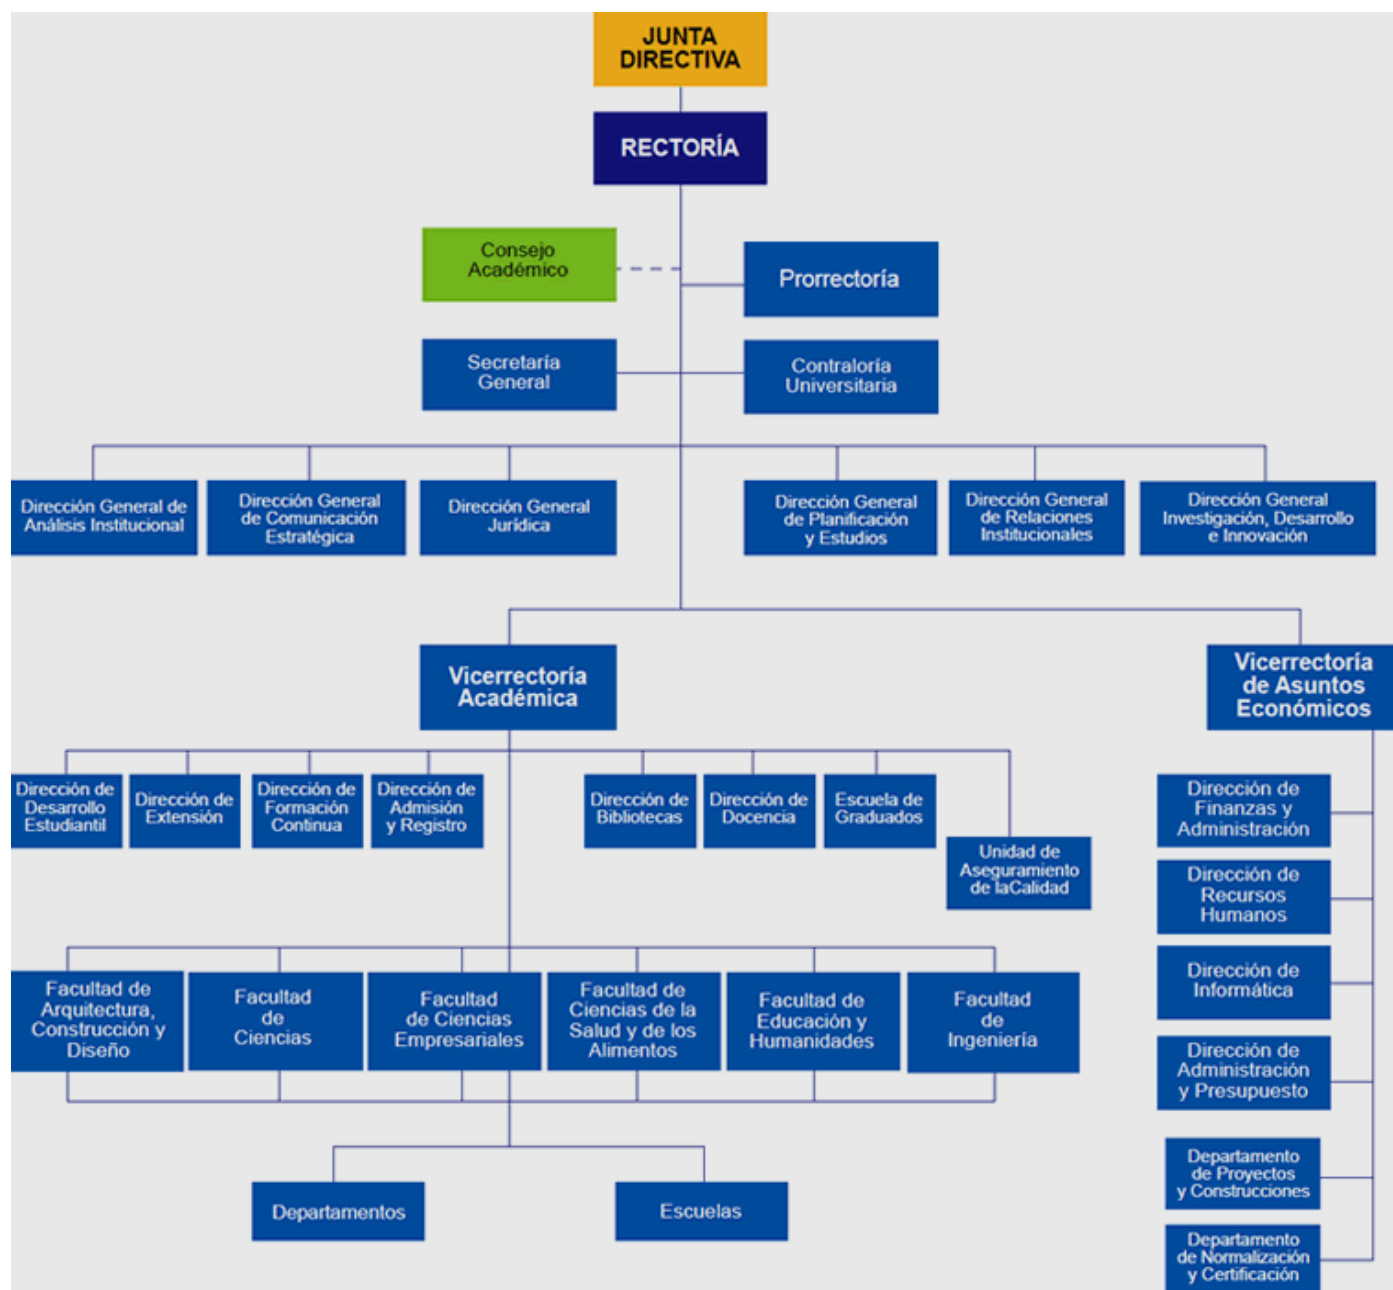 JUNTA
DIRECTIVA
RECTORÍA
Consejo
Académico
Prorrectoría
Secretaría
General
Contraloría
Universitaria
Dirección General de
Análisis Institucional
Dirección General
de Comunicación
Estratégica
Dirección General
Jurídica
Dirección General
de Planificación
y Estudios
Dirección General
de Relaciones
Institucionales
Dirección General
Investigación, Desarrollo
e Innovación
Vicerrectoría
Académica
Vicerrectoría
de Asuntos
Económicos
Dirección de
Desarrollo
Estudiantil
Dirección de
Extensión
Dirección de
Formación
Continua
Dirección de
Admisión
y Registro
Dirección de
Bibliotecas
Dirección de
Docencia
Escuela de
Graduados
Unidad de
Aseguramiento
de laCalidad
Facultad de
Arquitectura,
Construcción y
Diseño
Facultad
de
Ciencias
Facultad
de Ciencias
Empresariales
Facultad de
Ciencias de la
Salud y de los
Alimentos
Facultad de
Educación y
Humanidades
Facultad
de
Ingeniería
Departamentos
Escuelas
Dirección de
Finanzas y
Administración
Dirección de
Recursos
Humanos
Dirección de
Informática
Dirección de
Administración
y Presupuesto
Departamento
de Proyectos
y Construcciones
Departamento
de Normalización
y Certificación